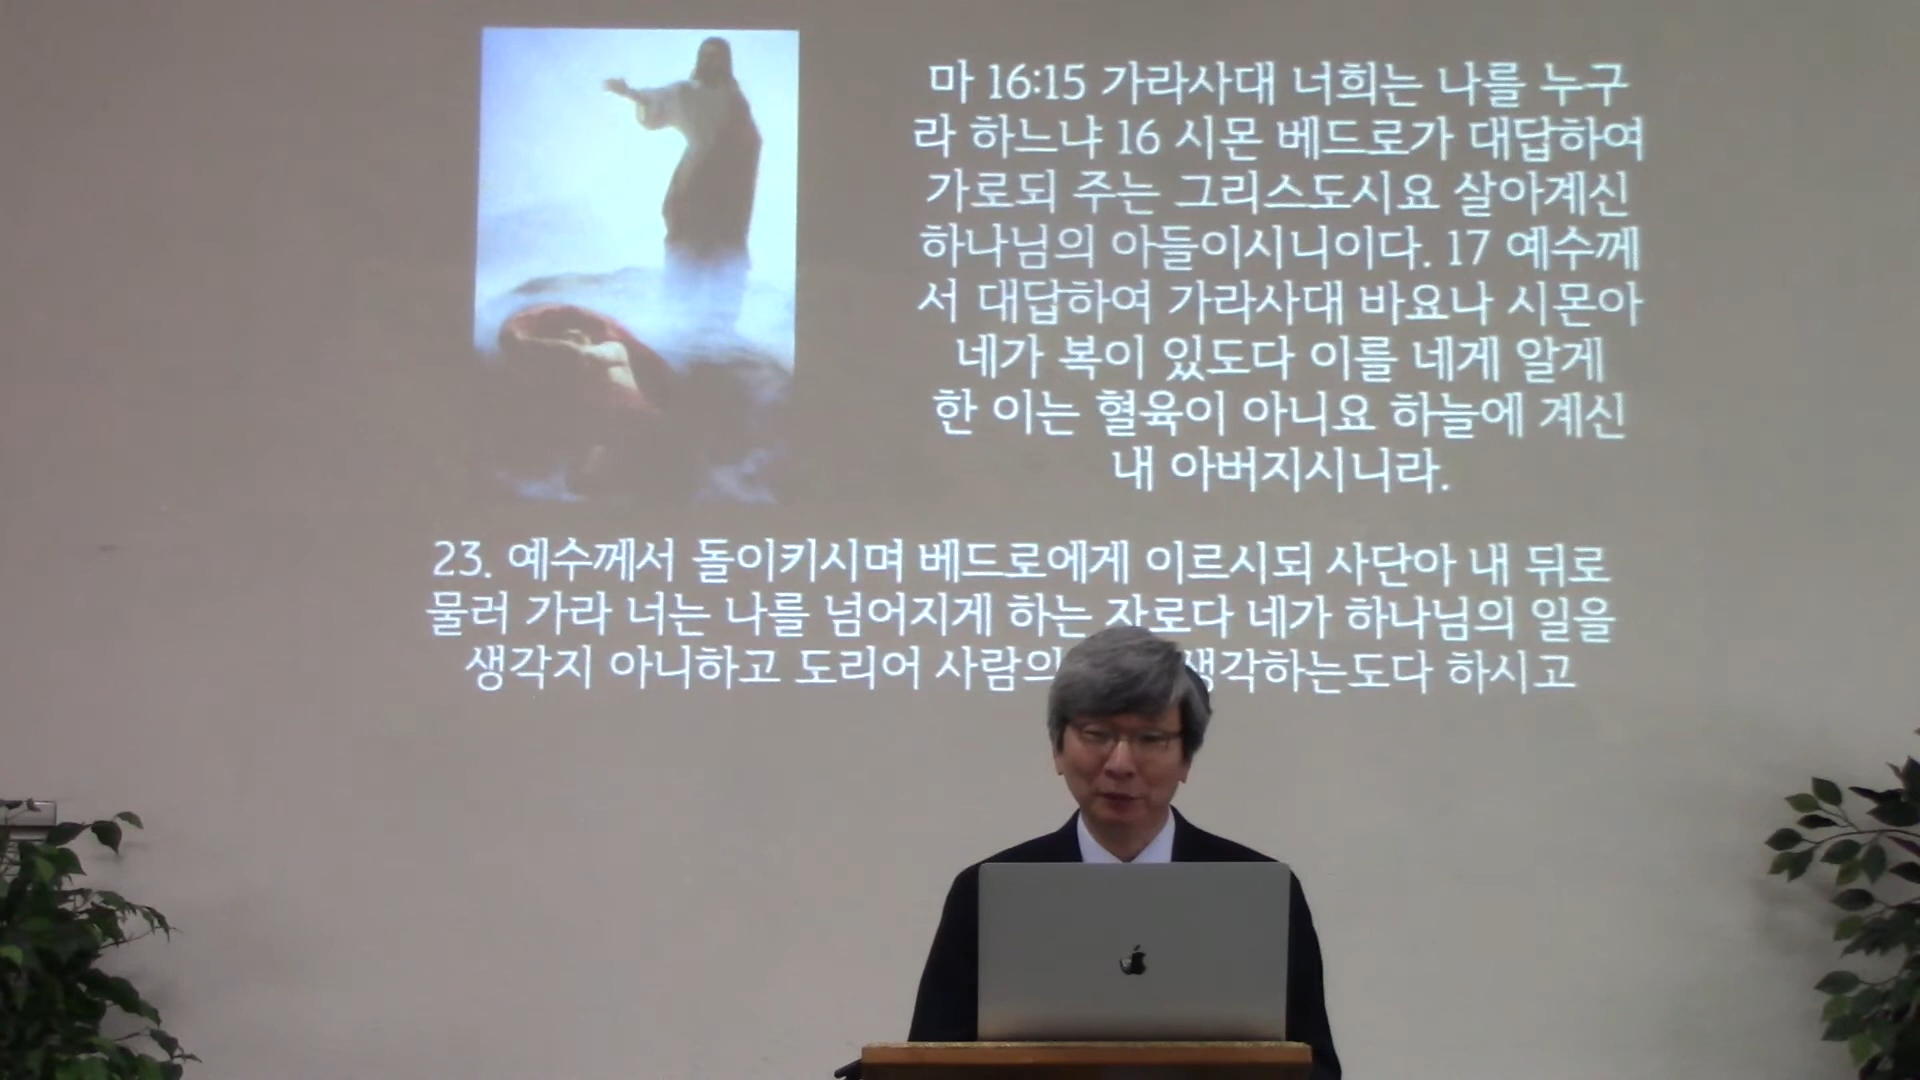 마 16:15 가라사대 너희는 나를 누구
라 하느냐 16 시몬 베드로가 대답하여
가로되 주는 그리스도시요 살아계신
하나님의 아들이시니이다. 17 예수께
서 대답하여 가라사대 바요나 시몬아
네가 복이 있도다 이를 네게 알게
한 이는 혈육이 아니요 하늘에 계신
내 아버지시니라.
23. 예수께서 돌이키시며 베드로에게 이르시되 사단아 내 뒤로
물러 가라 너는 나를 넘어지게 하는 자로다 네가 하나님의 일을
생각지 아니하고 도리어 사람의 생각하는도다 하시고